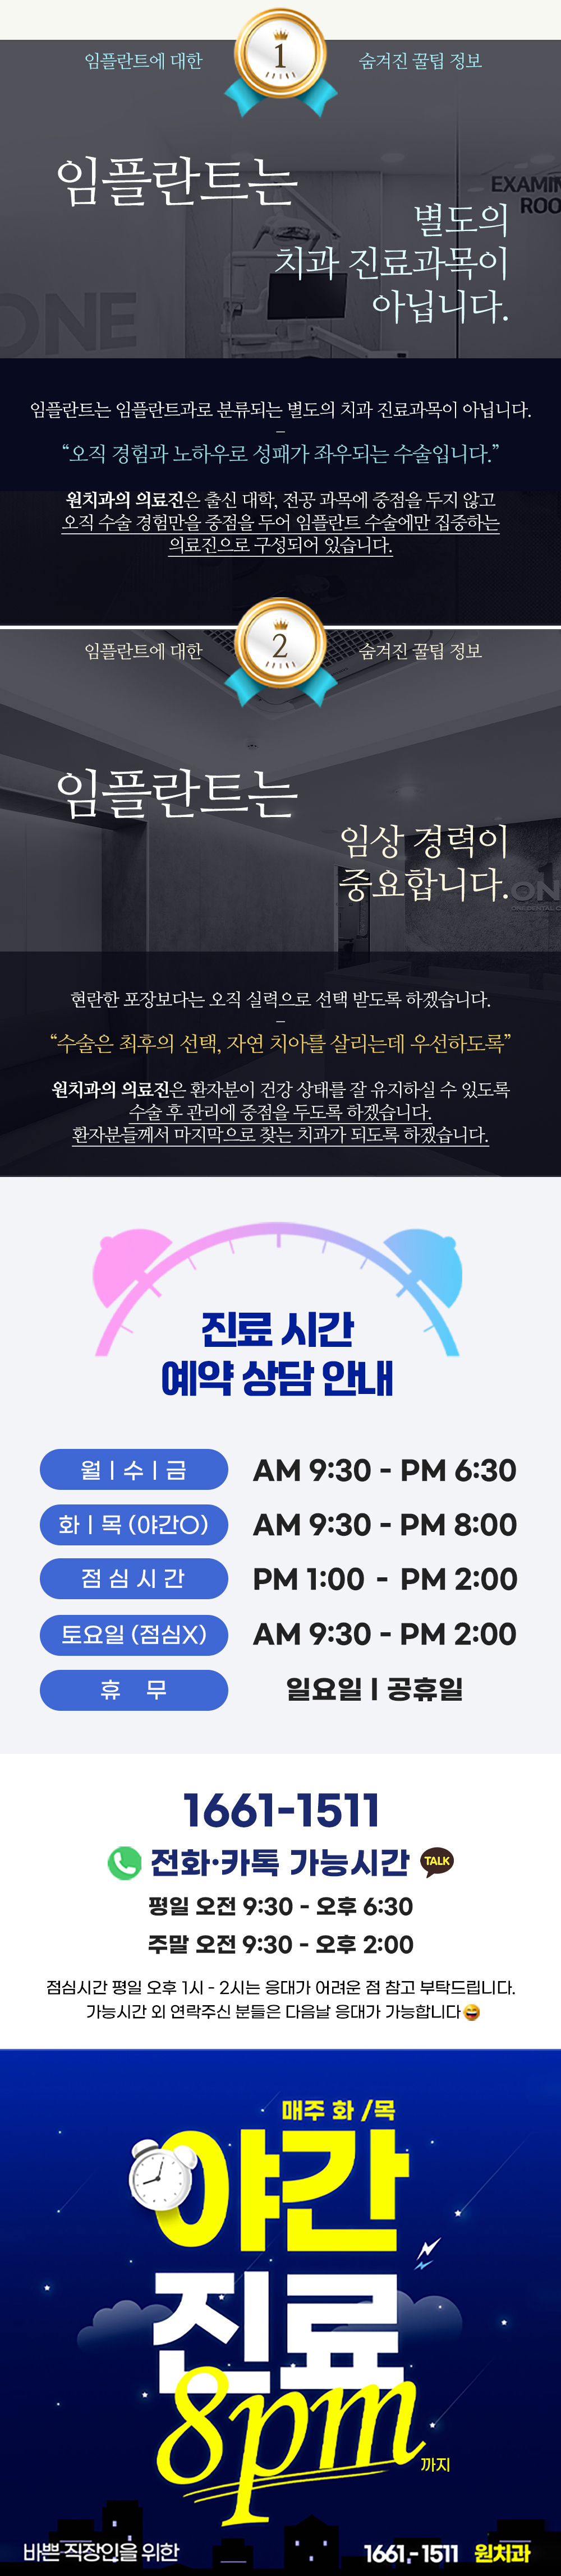 임플란트에 대한
1
숨겨진 꿀팁 정보
임플란트는
EXAMIN
ROO
별도의
치과 진료과목이
아닙니다.
ONE
임플란트는 임플란트과로 분류되는 별도의 치과 진료과목이 아닙니다.
–
“오직 경험과 노하우로 성패가 좌우되는 수술입니다.”
원치과의 의료진은 출신 대학, 전공 과목에 중점을 두지 않고
오직 수술 경험만을 중점을 두어 임플란트 수술에만 집중하는
의료진으로 구성되어 있습니다.
임플란트에 대한
2
숨겨진 꿀팁 정보
임플란트는
임상 경력이
중요합니다.
ON
현란한 포장보다는 오직 실력으로 선택 받도록 하겠습니다.
–
“수술은 최후의 선택, 자연 치아를 살리는데 우선하도록”
원치과의 의료진은 환자분이 건강 상태를 잘 유지하실 수 있도록
수술 후 관리에 중점을 두도록 하겠습니다.
환자분들께서 마지막으로 찾는 치과가 되도록 하겠습니다.
진료 시간
예약 상담 안내
월 | 수 | 금 AM 9:30 - PM 6:30
화 | 목 (야간O) AM 9:30 - PM 8:00
점 심 시 간 PM 1:00 - PM 2:00
토요일 (점심X) AM 9:30 - PM 2:00
휴 무 일요일 | 공휴일
1661-1511
전화·카톡 가능시간 TALK
평일 오전 9:30 - 오후 6:30
주말 오전 9:30 - 오후 2:00
점심시간 평일 오후 1시 - 2시는 응대가 어려운 점 참고 부탁드립니다.
가능시간 외 연락주신 분들은 다음날 응대가 가능합니다😄
매주 화 /목
야간
진료
8pm
까지
바쁜 직장인을 위한
1661 - 1511 원치과